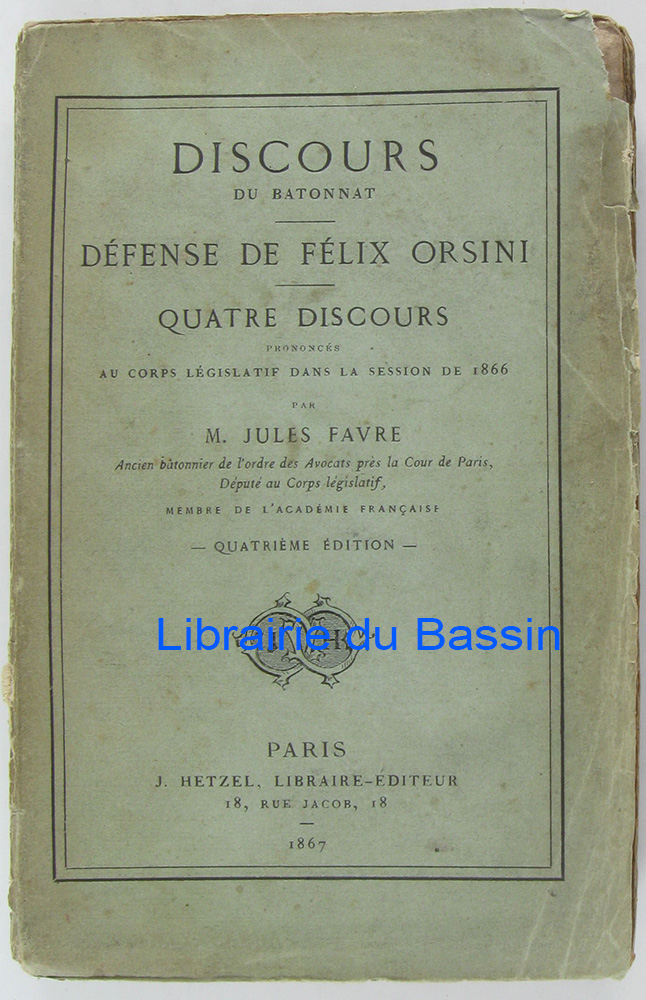 DISCOURS
DU BATONNAT
DÉFENSE DE FÉLIX ORSINI
QUATRE DISCOURS
PRONONCÉS
AU CORPS LÉGISLATIF DANS LA SESSION DE 1866
PAR
M. JULES FAVRE
Ancien bâtonnier de l'ordre des Avocats près la Cour de Paris,
Député au Corps législatif,
MEMBRE DE L'ACADÉMIE FRANÇAISE
— QUATRIÈME ÉDITION —
Librairie du Bassin
PARIS
J. HETZEL, LIBRAIRE-ÉDITEUR
18, RUE JACOB, 18
1867